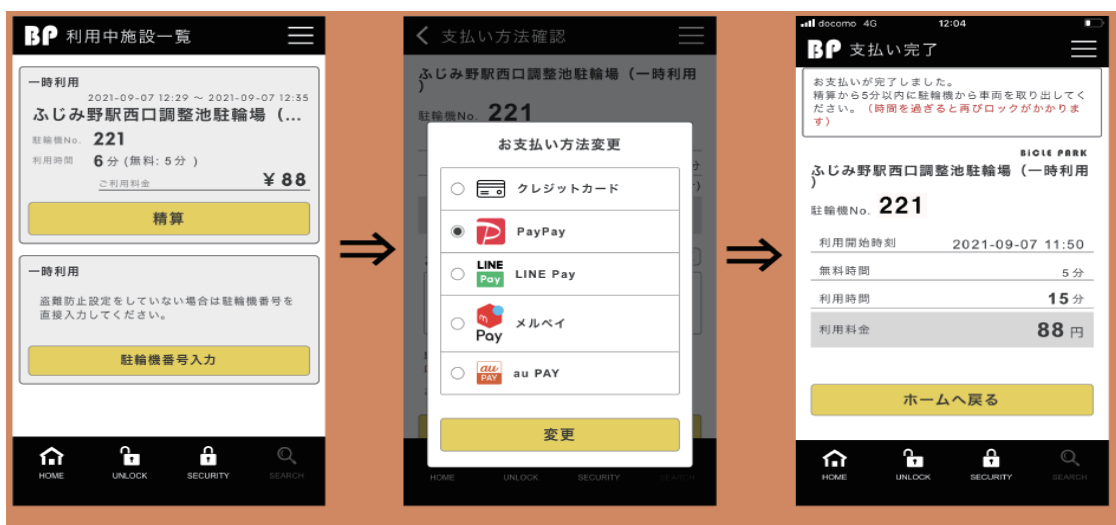 BP 利用中施設一覧
一時利用
2021-09-07 12:29 ～ 2021-09-07 12:35
ふじみ野駅西口調整池駐輪場（...
駐輪機No. 221
利用時間 6分 (無料: 5分 )
ご利用料金 ¥ 88
精算
一時利用
盗難防止設定をしていない場合は駐輪機番号を
直接入力してください。
駐輪機番号入力
HOME UNLOCK SECURITY SEARCH
⇒
支払い方法確認
ふじみ野駅西口調整池駐輪場（一時利用
）
駐輪機No. 221
お支払い方法変更
クレジットカード
PayPay
LINE Pay LINE Pay
m Pay メルペイ
au PAY au PAY
変更
HOME UNLOCK SECURITY SEARCH
⇒
docomo 4G 12:04
BP 支払い完了
お支払いが完了しました。
精算から5分以内に駐輪機から車両を取り出してく
ださい。（時間を過ぎると再びロックがかかりま
す）
BiCLE PARK
ふじみ野駅西口調整池駐輪場（一時利用
）
駐輪機No. 221
利用開始時刻 2021-09-07 11:50
無料時間 5分
利用時間 15分
利用料金 88円
ホームへ戻る
HOME UNLOCK SECURITY SEARCH